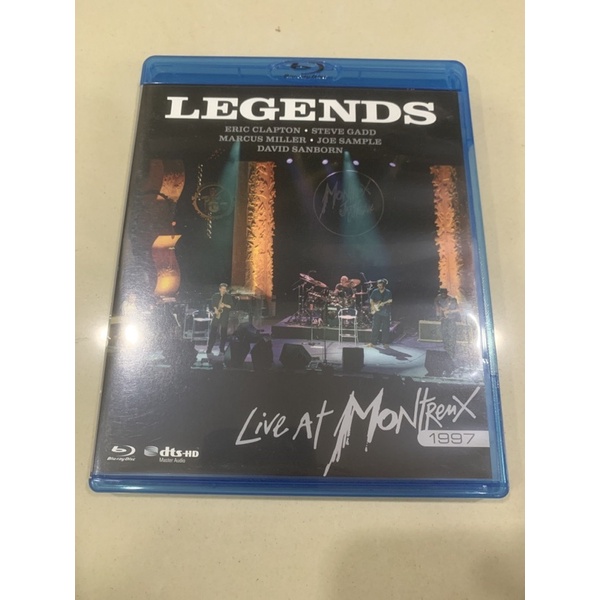 LEGENDS
ERIC CLAPTON • STEVE GADD
MARCUS MILLER • JOE SAMPLE
DAVID SANBORN
Montreux
Live At Montreux
1997
Blu-ray Disc
dts-HD
Master Audio